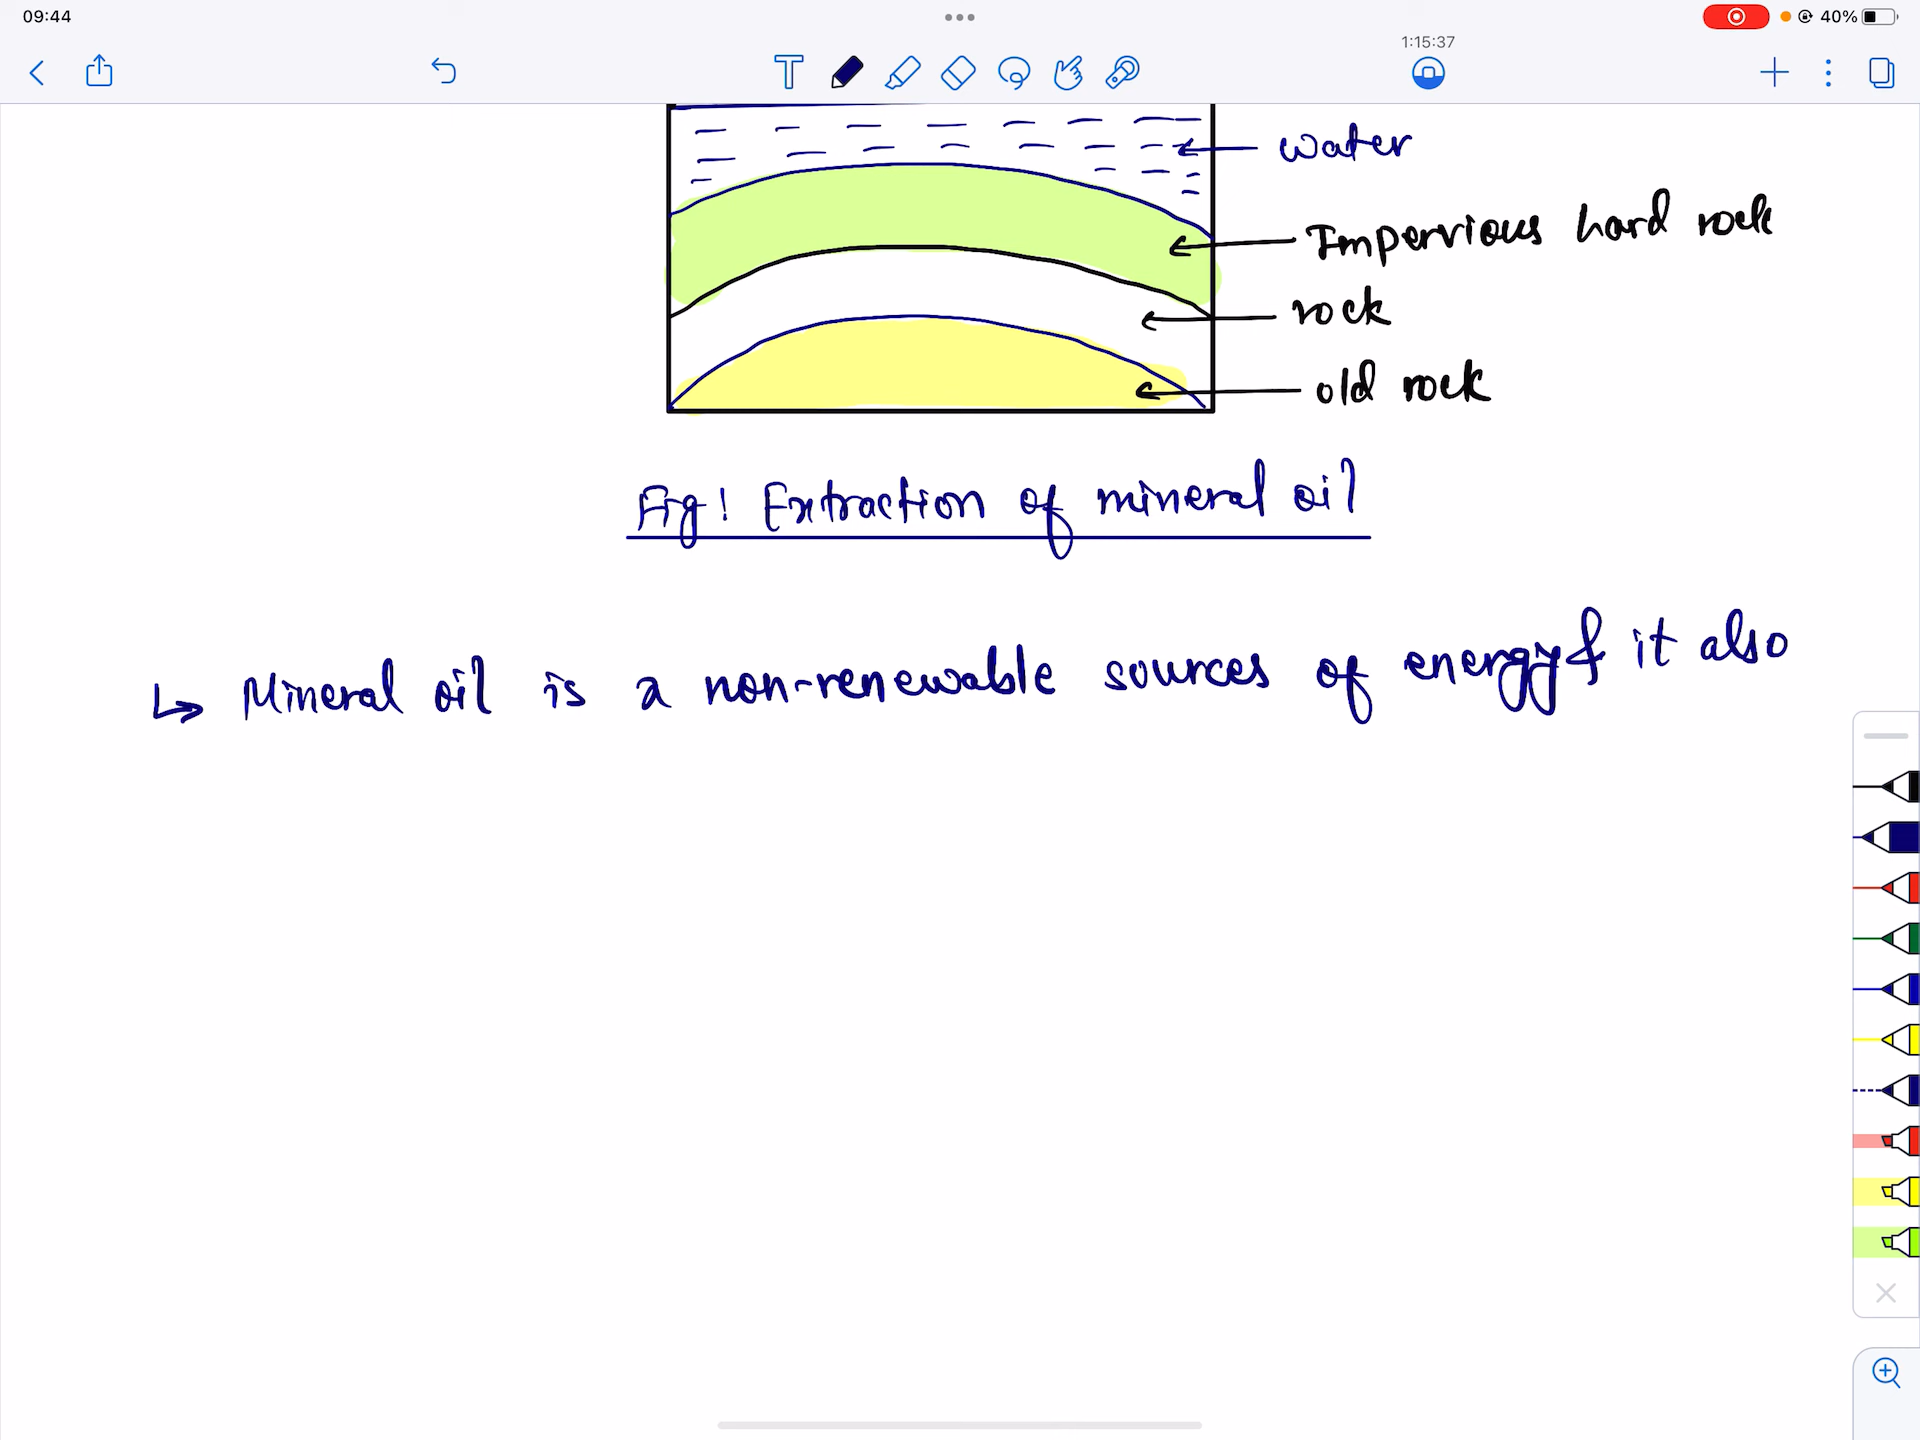 09:44
40%
1:15:37
T
water
Impervious hard rock
rock
old rock
Fig! Extraction of mineral oil
↳ Mineral oil is a non-renewable sources of energy & it also